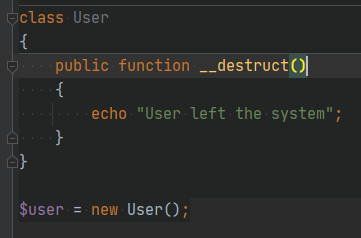 class User
{
    public function __destruct()
    {
        echo "User left the system";
    }
}
$user = new User();